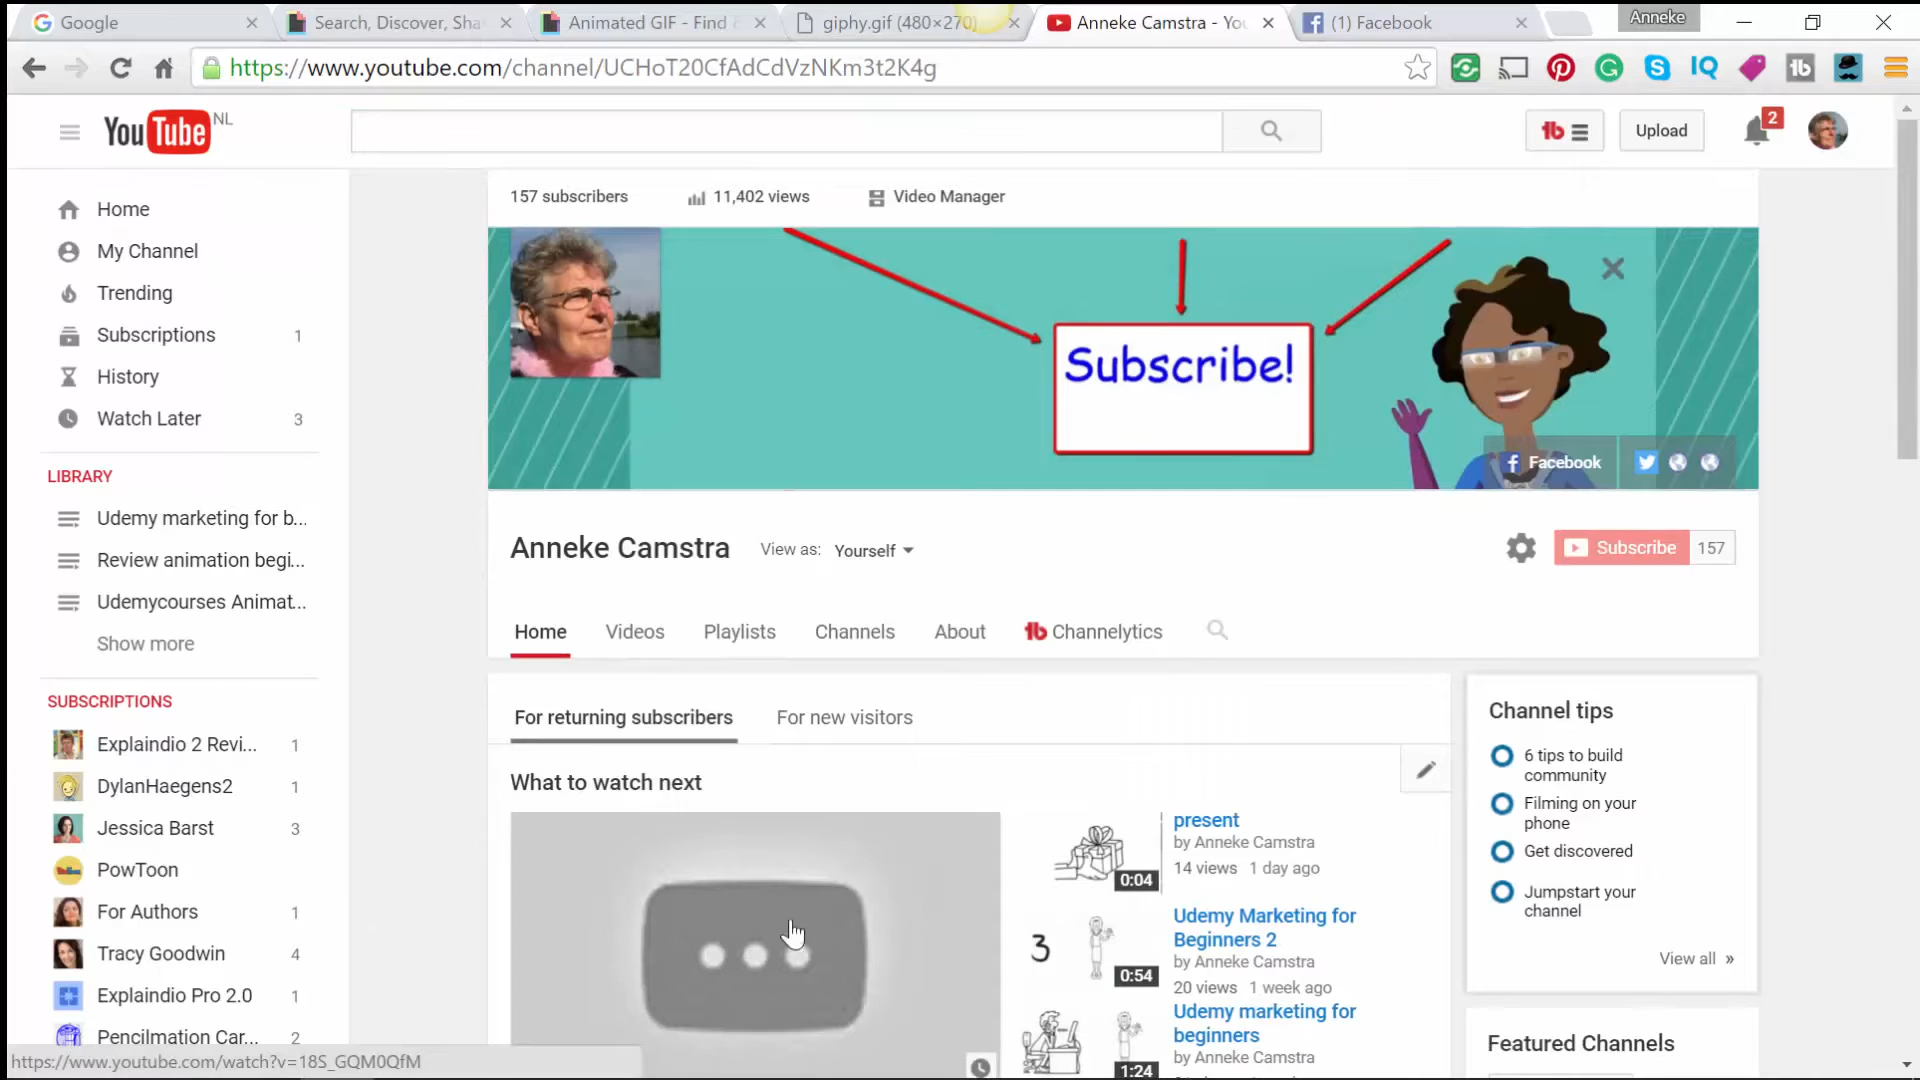 Google
Search, Discover, Sha
Animated GIF - Find &
giphy.gif (480×270)
Anneke Camstra - You
(1) Facebook
Anneke
https://www.youtube.com/channel/UCHoT20CfAdCdVzNKm3t2K4g
YouTube NL
Upload
2
157 subscribers
11,402 views
Video Manager
Home
My Channel
Trending
Subscriptions 1
History
Watch Later 3
LIBRARY
Udemy marketing for b...
Review animation begi...
Udemycourses Animat...
Show more
SUBSCRIPTIONS
Explaindio 2 Revi... 1
DylanHaegens2 1
Jessica Barst 3
PowToon
For Authors 1
Tracy Goodwin 4
Explaindio Pro 2.0 1
Pencilmation Car... 2
Subscribe!
Facebook
Anneke Camstra
View as: Yourself
Subscribe 157
Home
Videos
Playlists
Channels
About
Channelytics
For returning subscribers
For new visitors
What to watch next
present
by Anneke Camstra
14 views 1 day ago
0:04
Udemy Marketing for
Beginners 2
by Anneke Camstra
20 views 1 week ago
3
0:54
Udemy marketing for
beginners
by Anneke Camstra
1:24
Channel tips
6 tips to build
community
Filming on your
phone
Get discovered
Jumpstart your
channel
View all »
Featured Channels
https://www.youtube.com/watch?v=18S_GQM0QfM